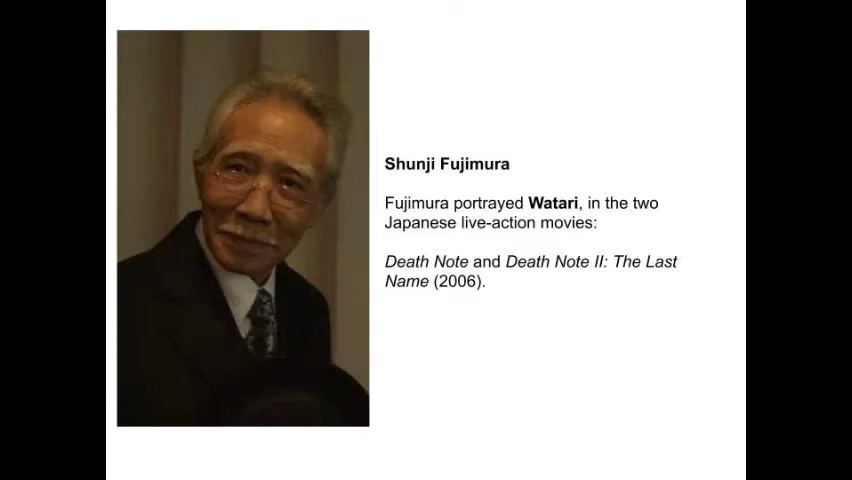 Shunji Fujimura
Fujimura portrayed Watari, in the two
Japanese live-action movies:
Death Note and Death Note II: The Last
Name (2006).